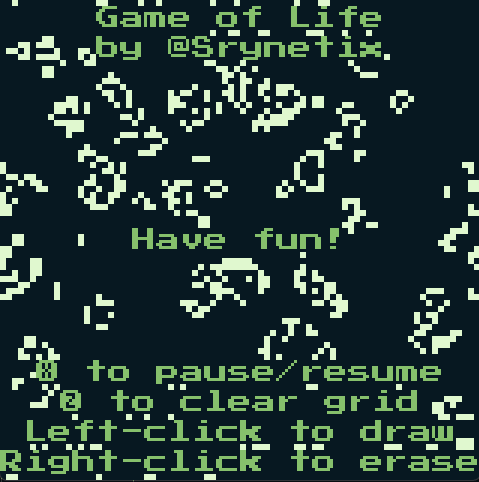 Game of Life
by @Srynetix
Have fun!
to pause/resume
to clear grid
Left-click to draw
Right-click to erase